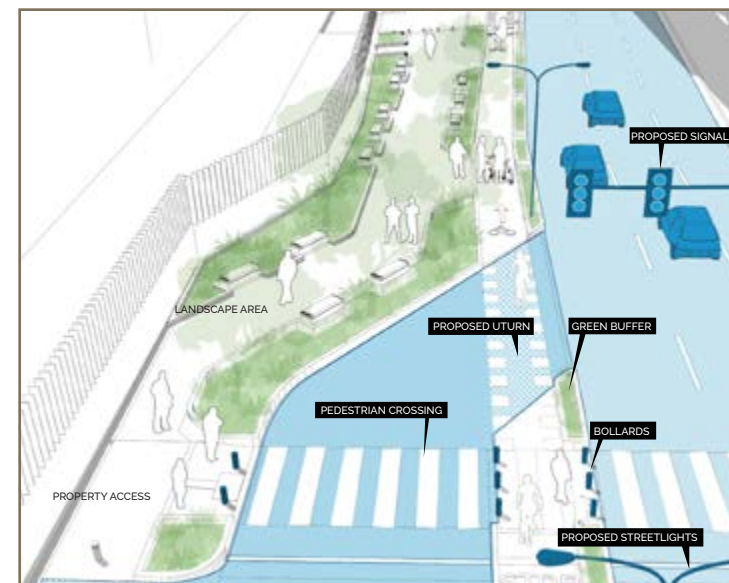 PROPOSED SIGNAL
LANDSCAPE AREA
PROPOSED UTURN
GREEN BUFFER
PEDESTRIAN CROSSING
BOLLARDS
PROPERTY ACCESS
PROPOSED STREETLIGHTS